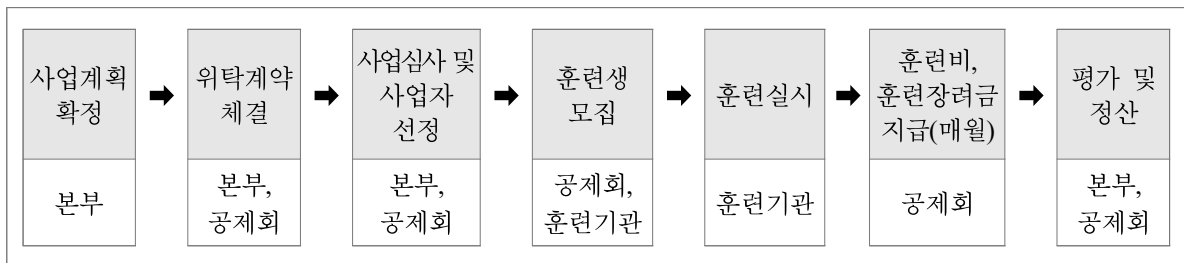 사업계획
확정
본부
위탁계약
체결
본부,
공제회
사업심사 및
사업자
선정
본부,
공제회
훈련생
모집
공제회,
훈련기관
훈련실시
훈련기관
훈련비,
훈련장려금
지급(매월)
공제회
평가 및
정산
본부,
공제회